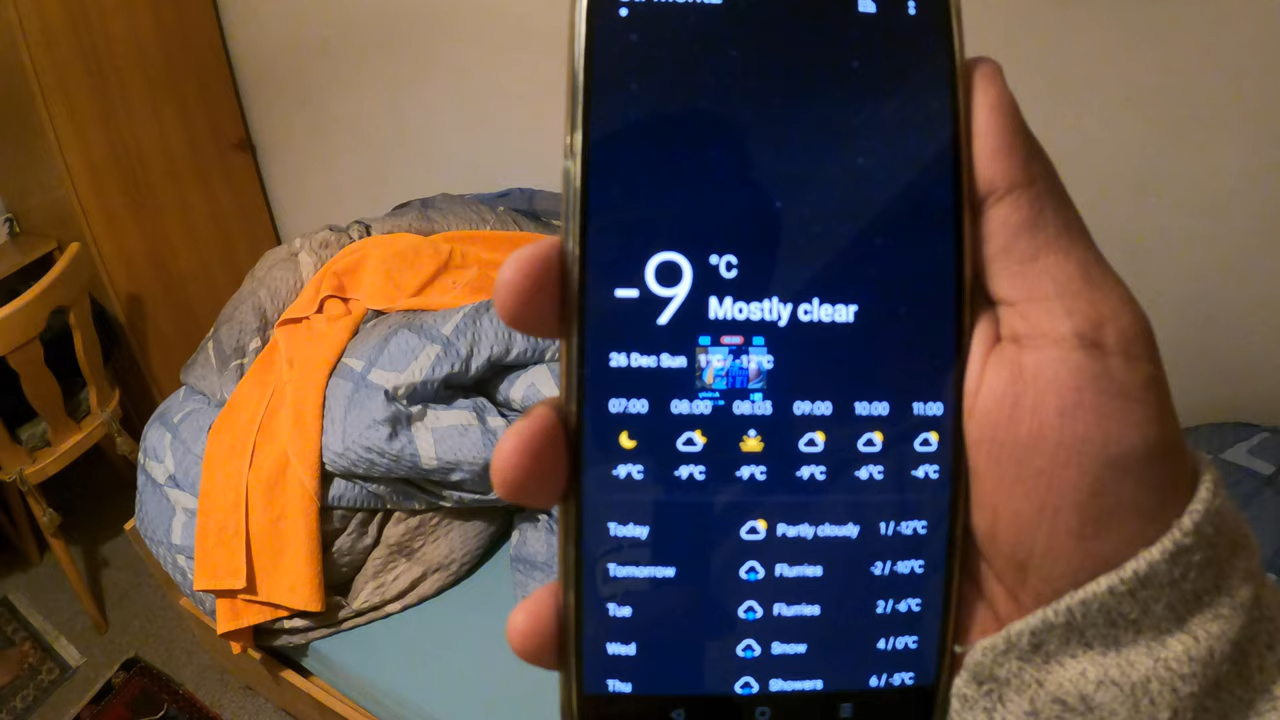 -9 °C
Mostly clear
26 Dec Sun 1°C / -12°C
07:00 08:00 08:03 09:00 10:00 11:00
-9°C -9°C -9°C -9°C -6°C -4°C
Today Partly cloudy 1 / -12°C
Tomorrow Flurries -2 / -10°C
Tue Flurries 2 / -6°C
Wed Snow 4 / 0°C
Thu Showers 6 / -5°C